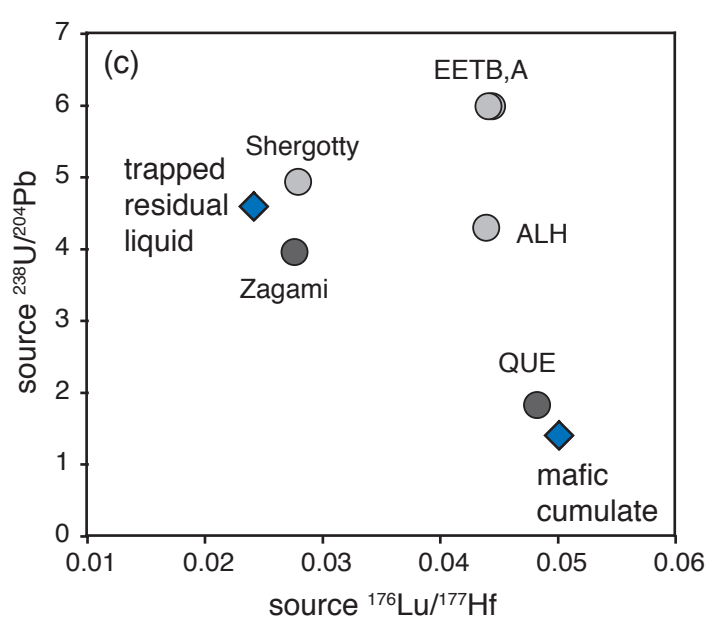 7
(c)
EETB,A
6
Shergotty
trapped
5
residual
liquid
ALH
4
Zagami
3
QUE
2
1
mafic
cumulate
0
0.01 0.02 0.03 0.04 0.05 0.06
source ²³⁸U/²⁰⁴Pb
source ¹⁷⁶Lu/¹⁷⁷Hf